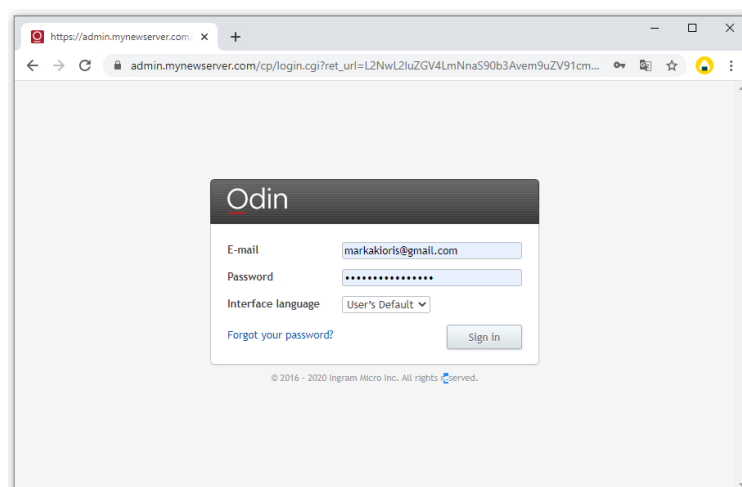 https://admin.mynewserver.com/
admin.mynewserver.com/cp/login.cgi?ret_url=L2NwL2luZGV4LmNnaS90b3Avem9uZV91cm...
Odin
E-mail markakioris@gmail.com
Password ••••••••••••••••
Interface language User's Default
Forgot your password? Sign in
© 2016 - 2020 Ingram Micro Inc. All rights reserved.